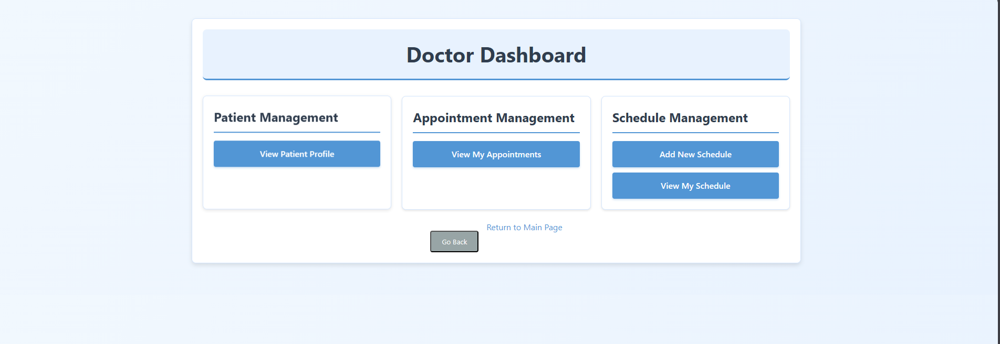 Doctor Dashboard
Patient Management
View Patient Profile
Appointment Management
View My Appointments
Schedule Management
Add New Schedule
View My Schedule
Return to Main Page
Go Back